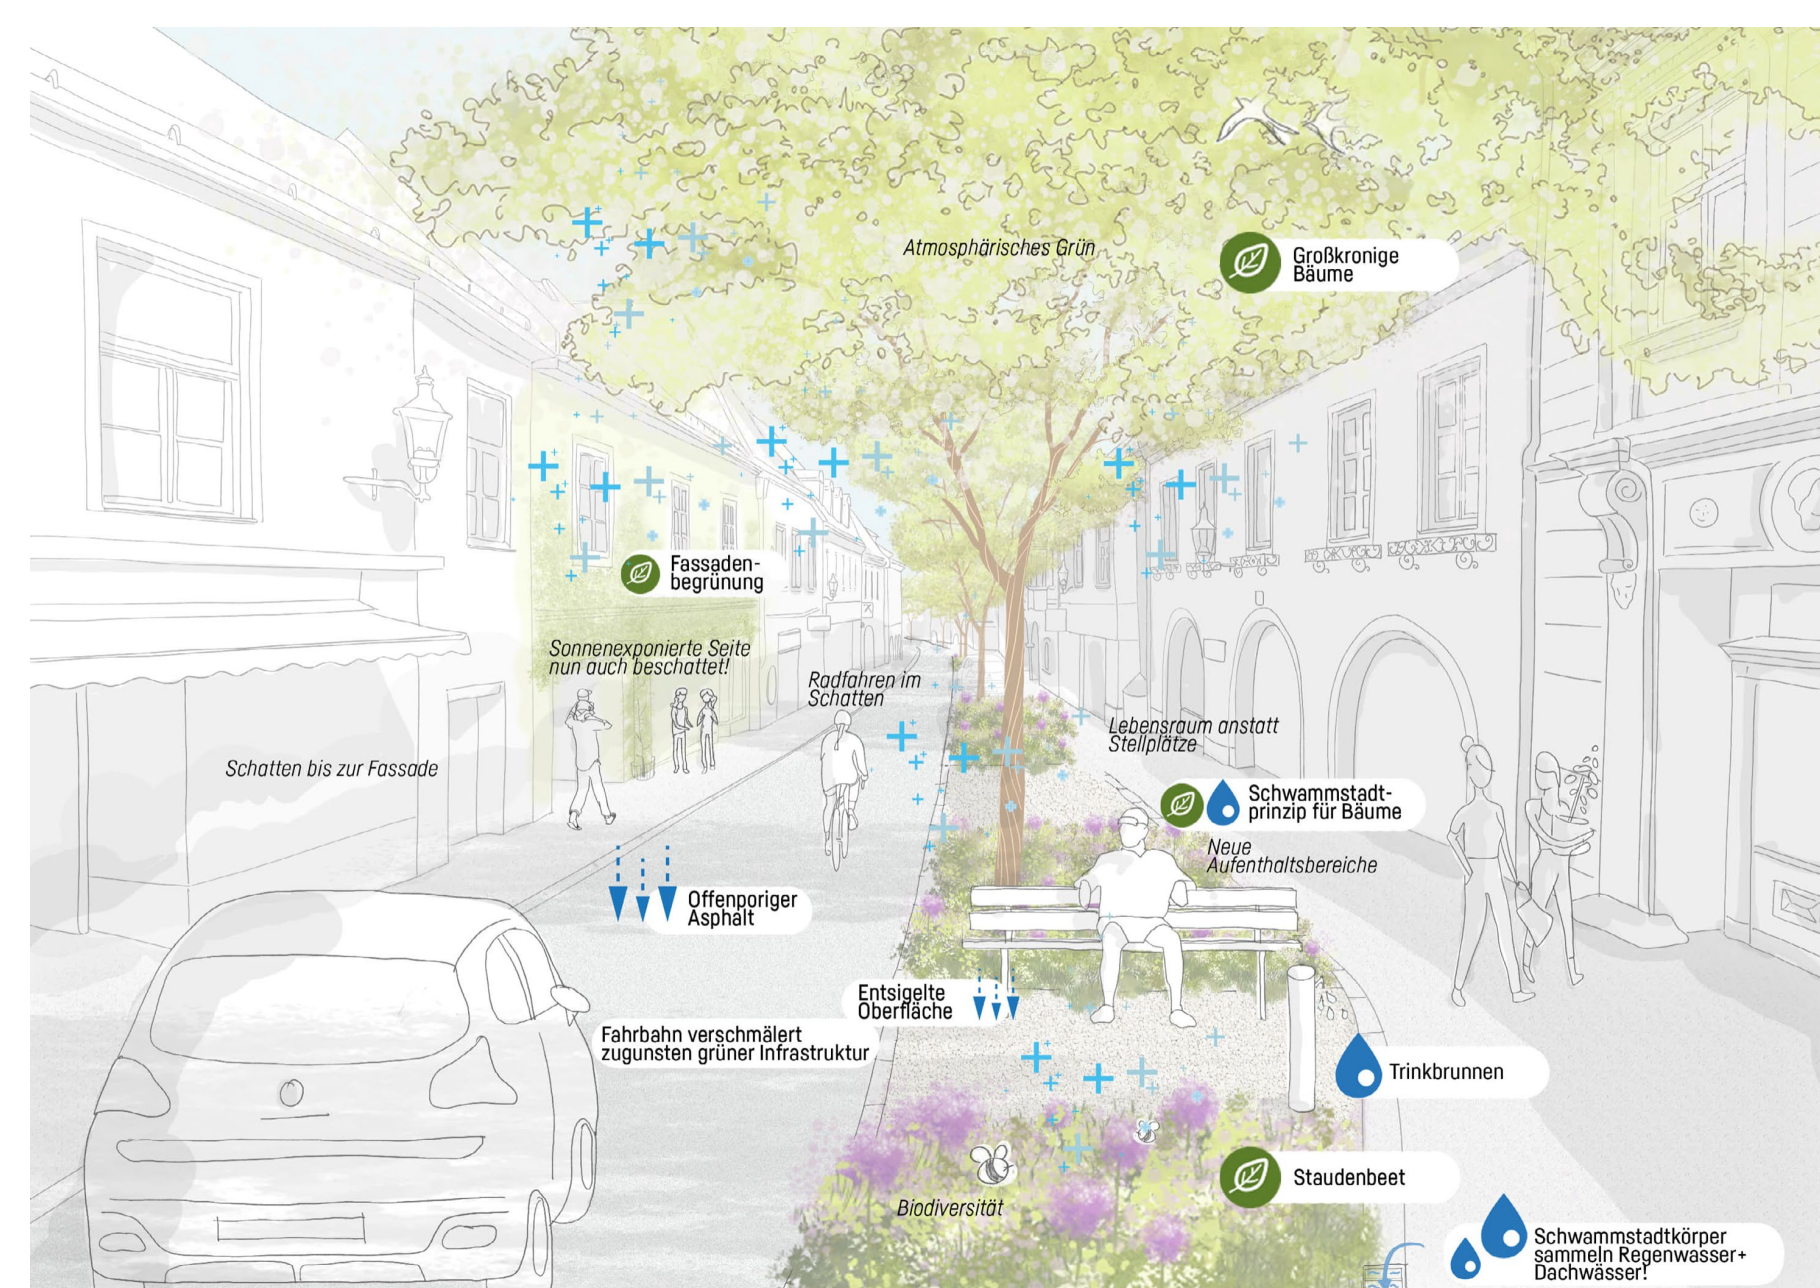 Atmosphärisches Grün
Großkronige
Bäume
Fassaden-
begrünung
Sonnenexponierte Seite
nun auch beschattet!
Radfahren im
Schatten
Lebensraum anstatt
Stellplätze
Schatten bis zur Fassade
Schwammstadt-
prinzip für Bäume
Neue
Aufenthaltsbereiche
Offenporiger
Asphalt
Entsigelte
Oberfläche
Fahrbahn verschmälert
zugunsten grüner Infrastruktur
Trinkbrunnen
Staudenbeet
Biodiversität
Schwammstadtkörper
sammeln Regenwasser+
Dachwässer!